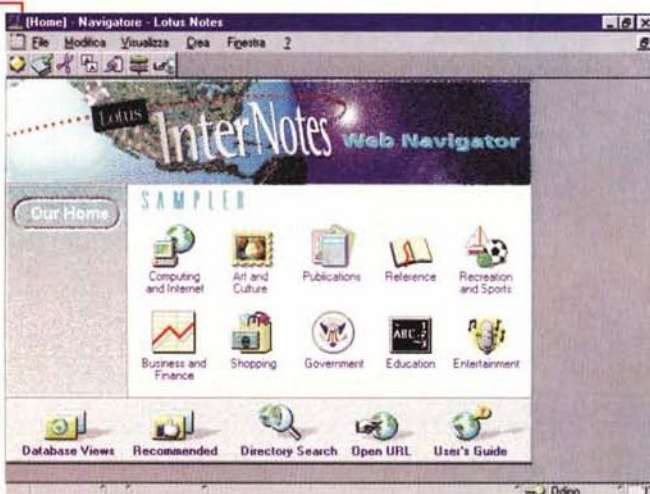 (Home) - Navigatore - Lotus Notes
File Modifica Visualizza Crea Finestra ?
Lotus
InterNotes Web Navigator
Our Home
SAMPLER
Computing and Internet
Art and Culture
Publications
Reference
Recreation and Sports
ABC
Business and Finance
Shopping
Government
Education
Entertainment
Database Views
Recommended
Directory Search
Open URL
User's Guide
Odino